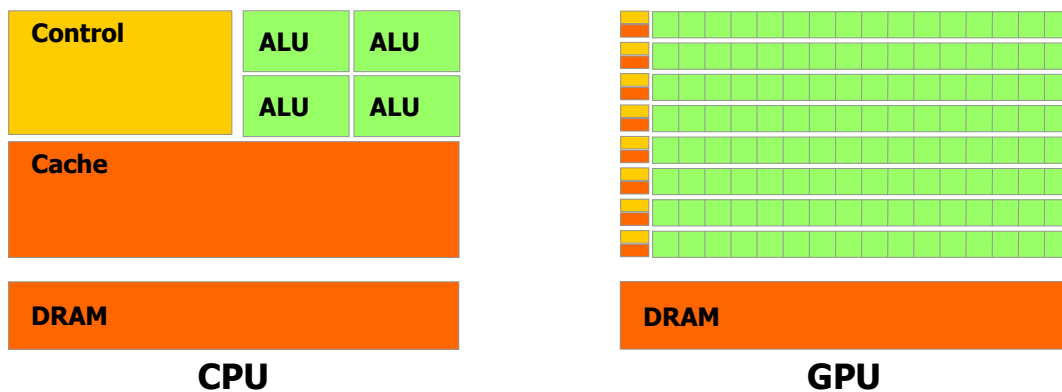 Control
ALU ALU
ALU ALU
Cache
DRAM
CPU
DRAM
GPU